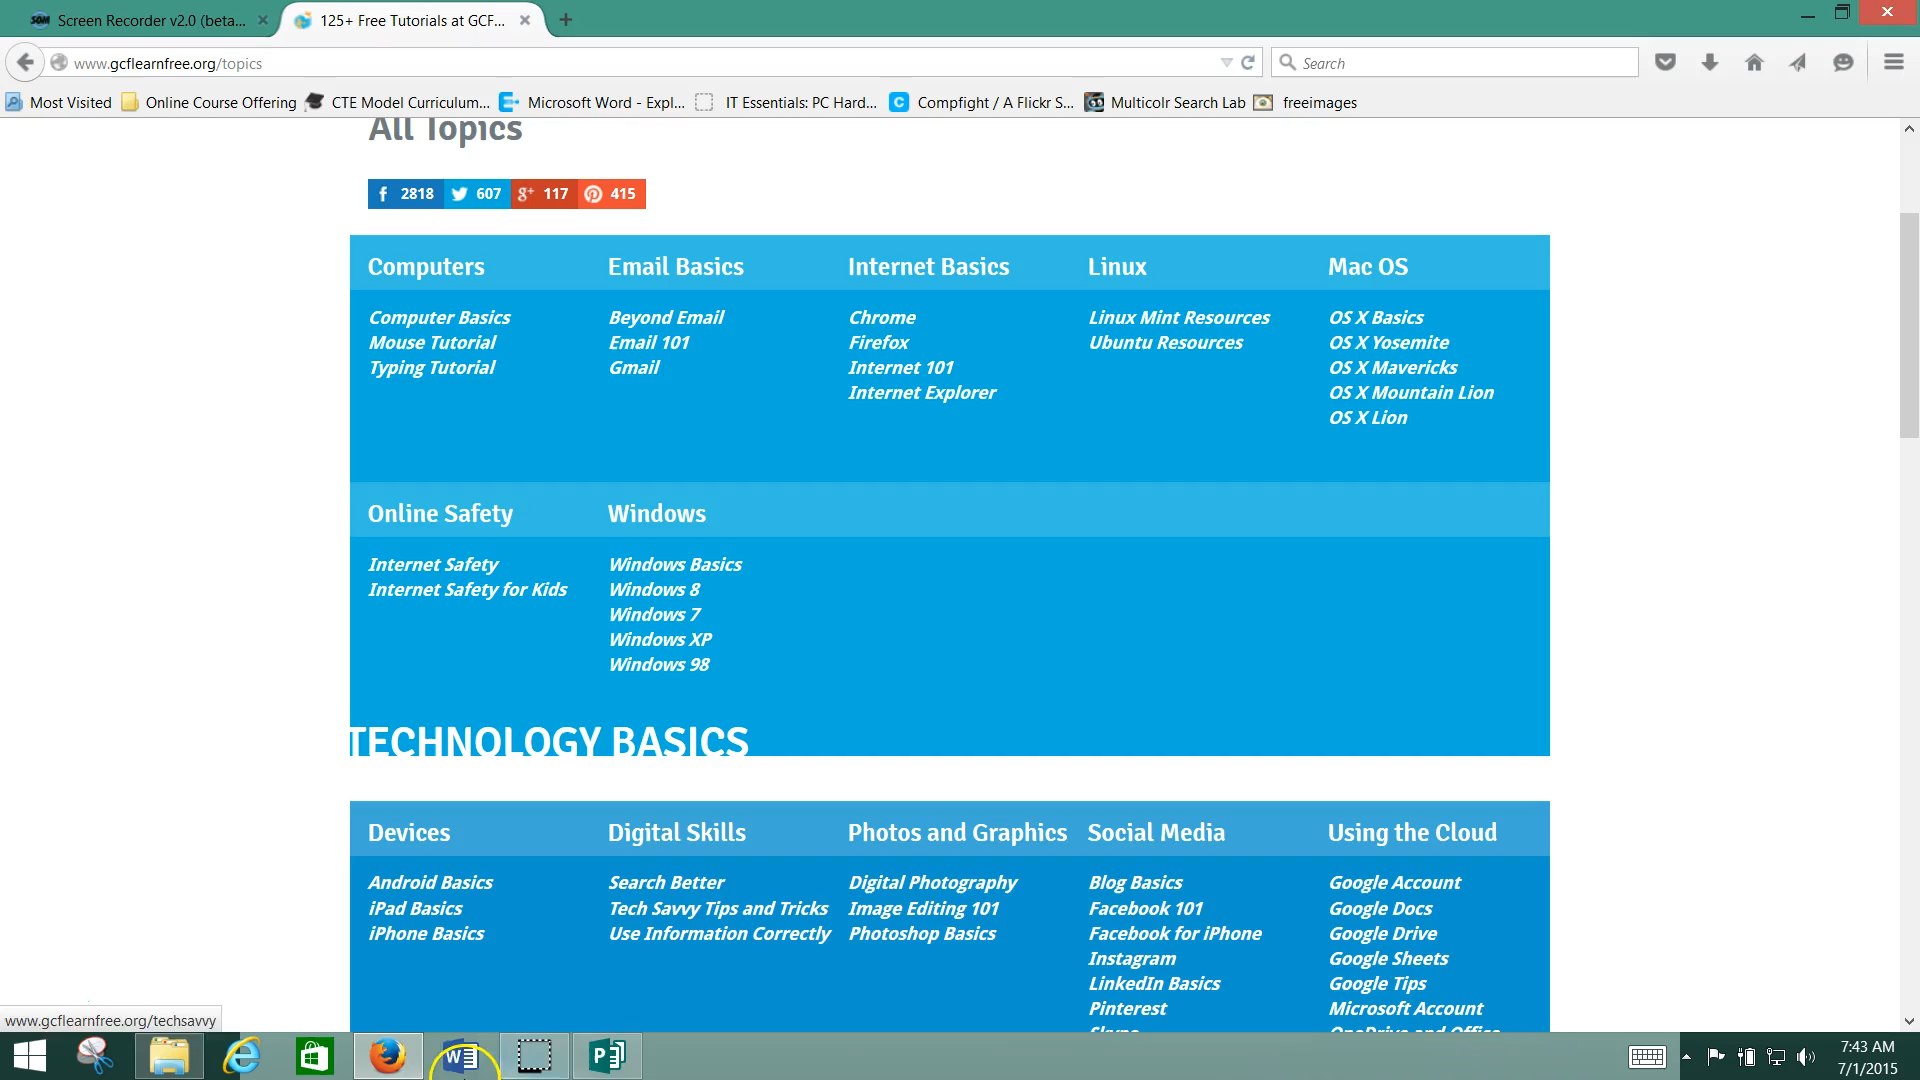 Screen Recorder v2.0 (beta...
125+ Free Tutorials at GCF...
www.gcflearnfree.org/topics
Search
Most Visited
Online Course Offering
CTE Model Curriculum...
Microsoft Word - Expl...
IT Essentials: PC Hard...
Compfight / A Flickr S...
Multicolr Search Lab
freeimages
All Topics
2818 607 117 415
Computers Email Basics Internet Basics Linux Mac OS
Computer Basics Beyond Email Chrome Linux Mint Resources OS X Basics
Mouse Tutorial Email 101 Firefox Ubuntu Resources OS X Yosemite
Typing Tutorial Gmail Internet 101 OS X Mavericks
Internet Explorer OS X Mountain Lion
OS X Lion
Online Safety Windows
Internet Safety Windows Basics
Internet Safety for Kids Windows 8
Windows 7
Windows XP
Windows 98
TECHNOLOGY BASICS
Devices Digital Skills Photos and Graphics Social Media Using the Cloud
Android Basics Search Better Digital Photography Blog Basics Google Account
iPad Basics Tech Savvy Tips and Tricks Image Editing 101 Facebook 101 Google Docs
iPhone Basics Use Information Correctly Photoshop Basics Facebook for iPhone Google Drive
Instagram Google Sheets
LinkedIn Basics Google Tips
Pinterest Microsoft Account
Skype OneDrive and Office
www.gcflearnfree.org/techsavvy
7:43 AM
7/1/2015